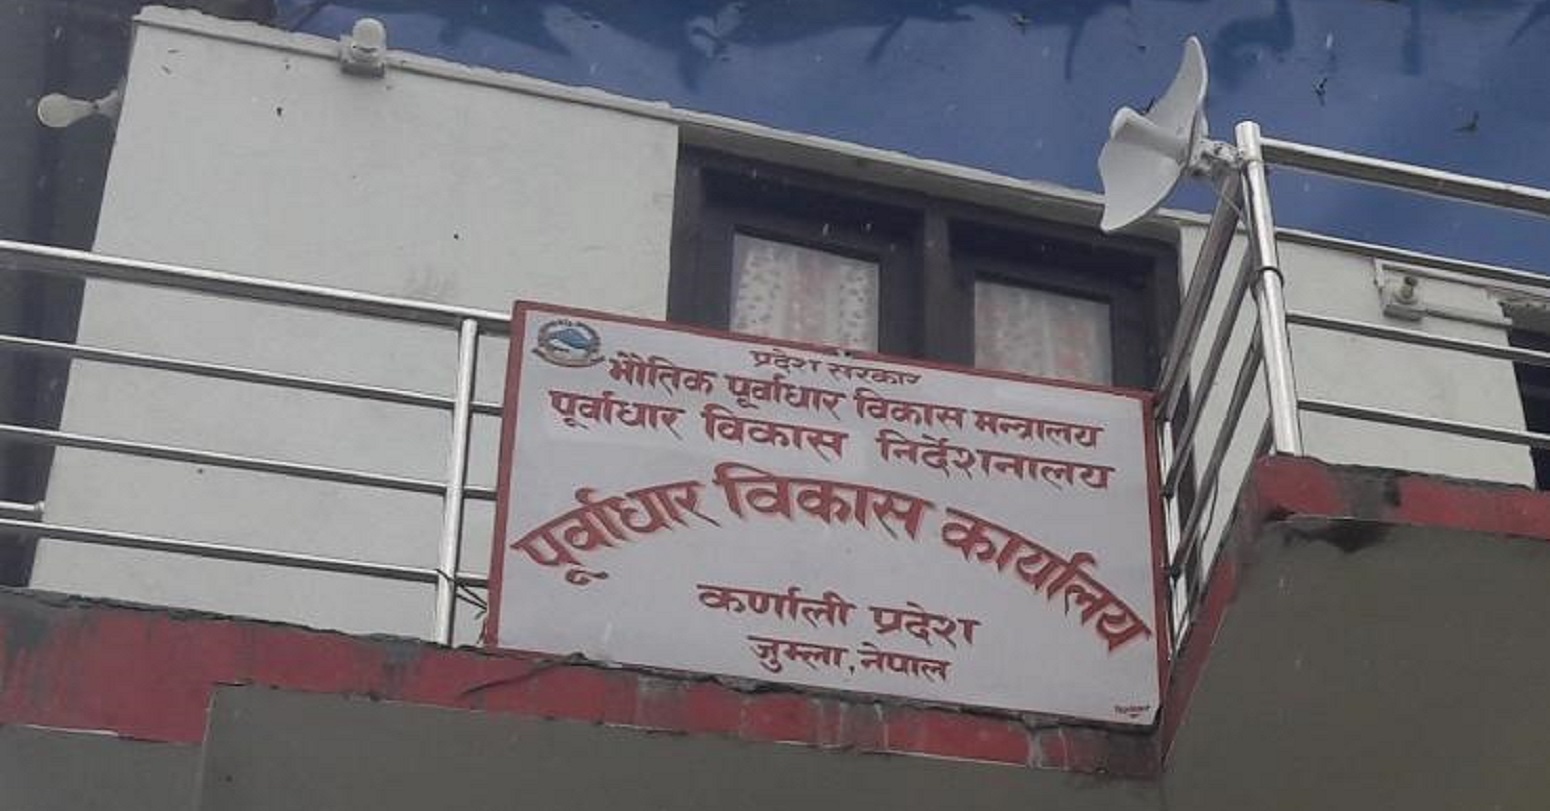 प्रदेश सरकार
भौतिक पूर्वाधार विकास मन्त्रालय
पूर्वाधार विकास निर्देशनालय
पूर्वाधार विकास कार्यालय
कर्णाली प्रदेश
जुम्ला, नेपाल